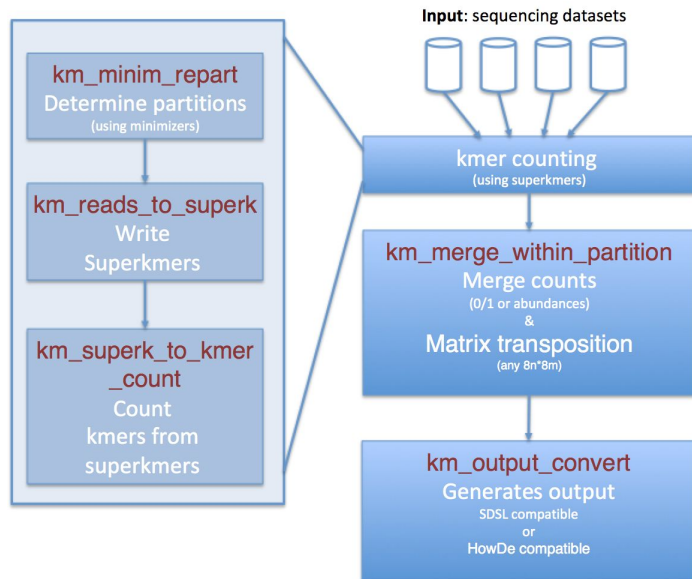 Input: sequencing datasets
km_minim_repart
Determine partitions
(using minimizers)
km_reads_to_superk
Write
Superkmers
km_superk_to_kmer
_count
Count
kmers from
superkmers
kmer counting
(using superkmers)
km_merge_within_partition
Merge counts
(0/1 or abundances)
&
Matrix transposition
(any 8n*8m)
km_output_convert
Generates output
SDSL compatible
or
HowDe compatible